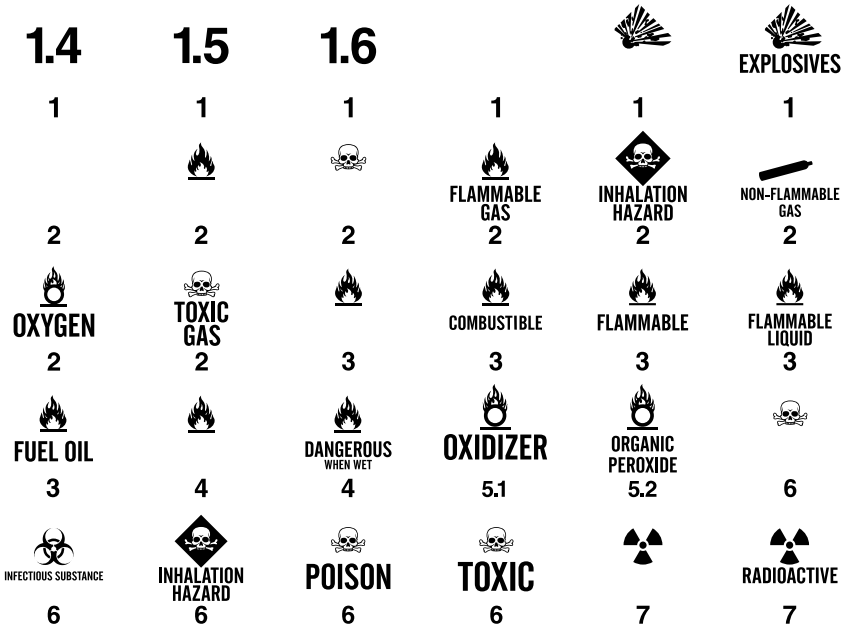 1.4 1.5 1.6
EXPLOSIVES
1 1 1 1 1 1
FLAMMABLE GAS INHALATION HAZARD NON-FLAMMABLE GAS
2 2 2 2 2 2
OXYGEN TOXIC GAS COMBUSTIBLE FLAMMABLE FLAMMABLE LIQUID
2 2 3 3 3 3
FUEL OIL DANGEROUS WHEN WET OXIDIZER ORGANIC PEROXIDE
3 4 4 5.1 5.2 6
INFECTIOUS SUBSTANCE INHALATION HAZARD POISON TOXIC RADIOACTIVE
6 6 6 6 7 7